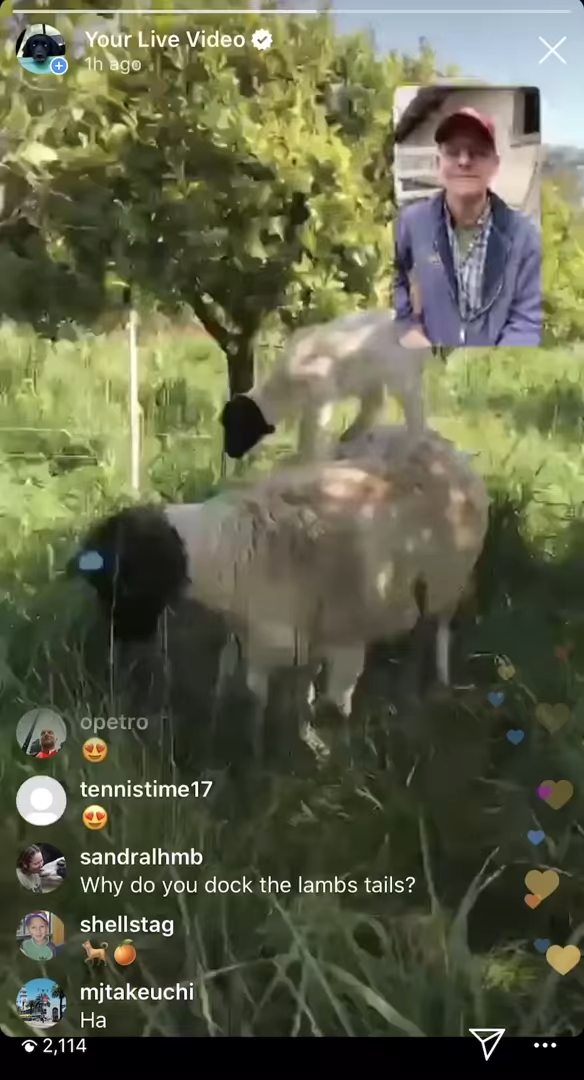 Your Live Video
1h ago
opetro
😍
tennistime17
😍
sandralhmb
Why do you dock the lambs tails?
shellstag
🐕🍊
mjtakeuchi
Ha
2,114